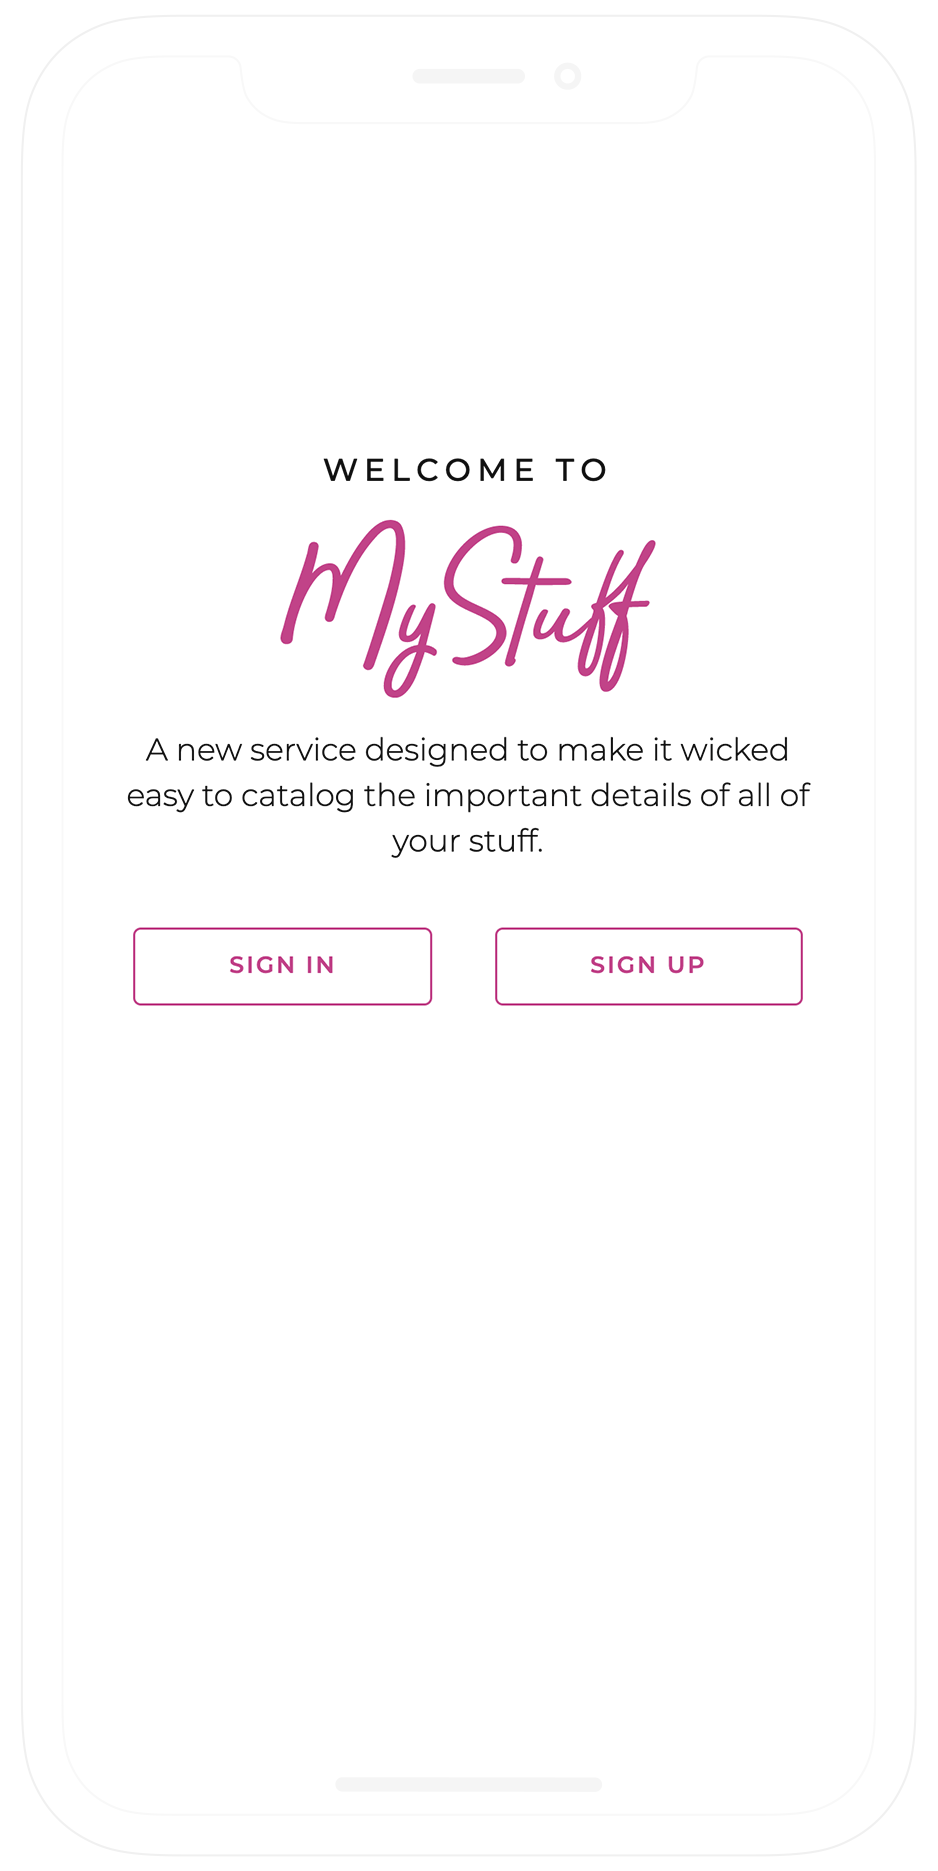 WELCOME TO
MyStuff
A new service designed to make it wicked
easy to catalog the important details of all of
your stuff.
SIGN IN
SIGN UP